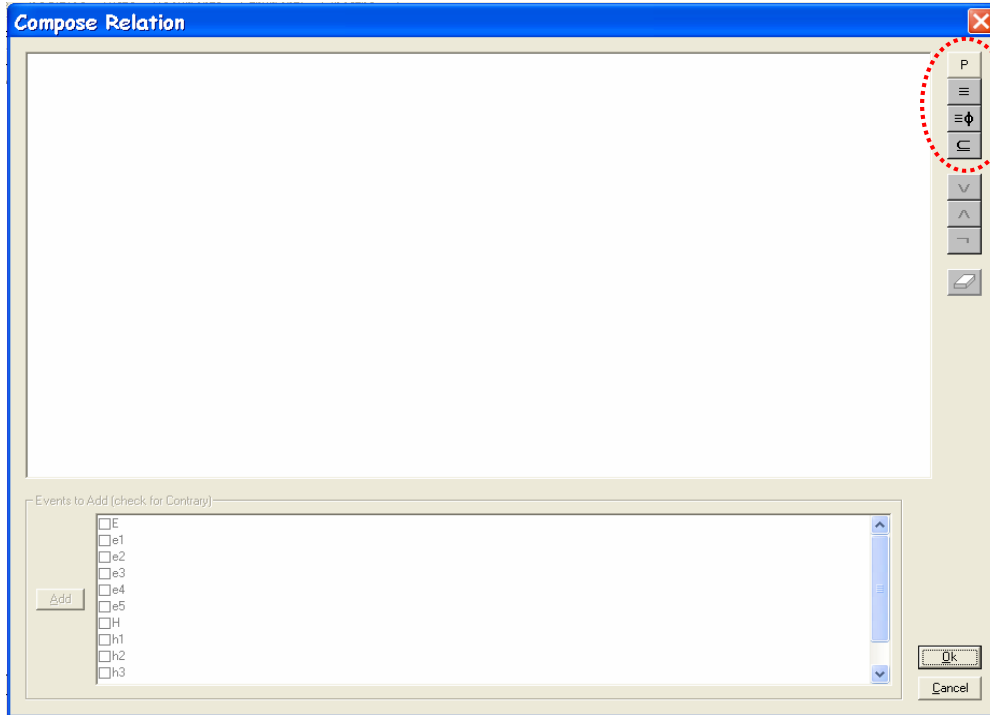 Compose Relation
P
≡
≡ϕ
⊆
∨
∧
¬
Events to Add (check for Contrary)
E
e1
e2
e3
e4
e5
H
h1
h2
h3
Add
Ok
Cancel